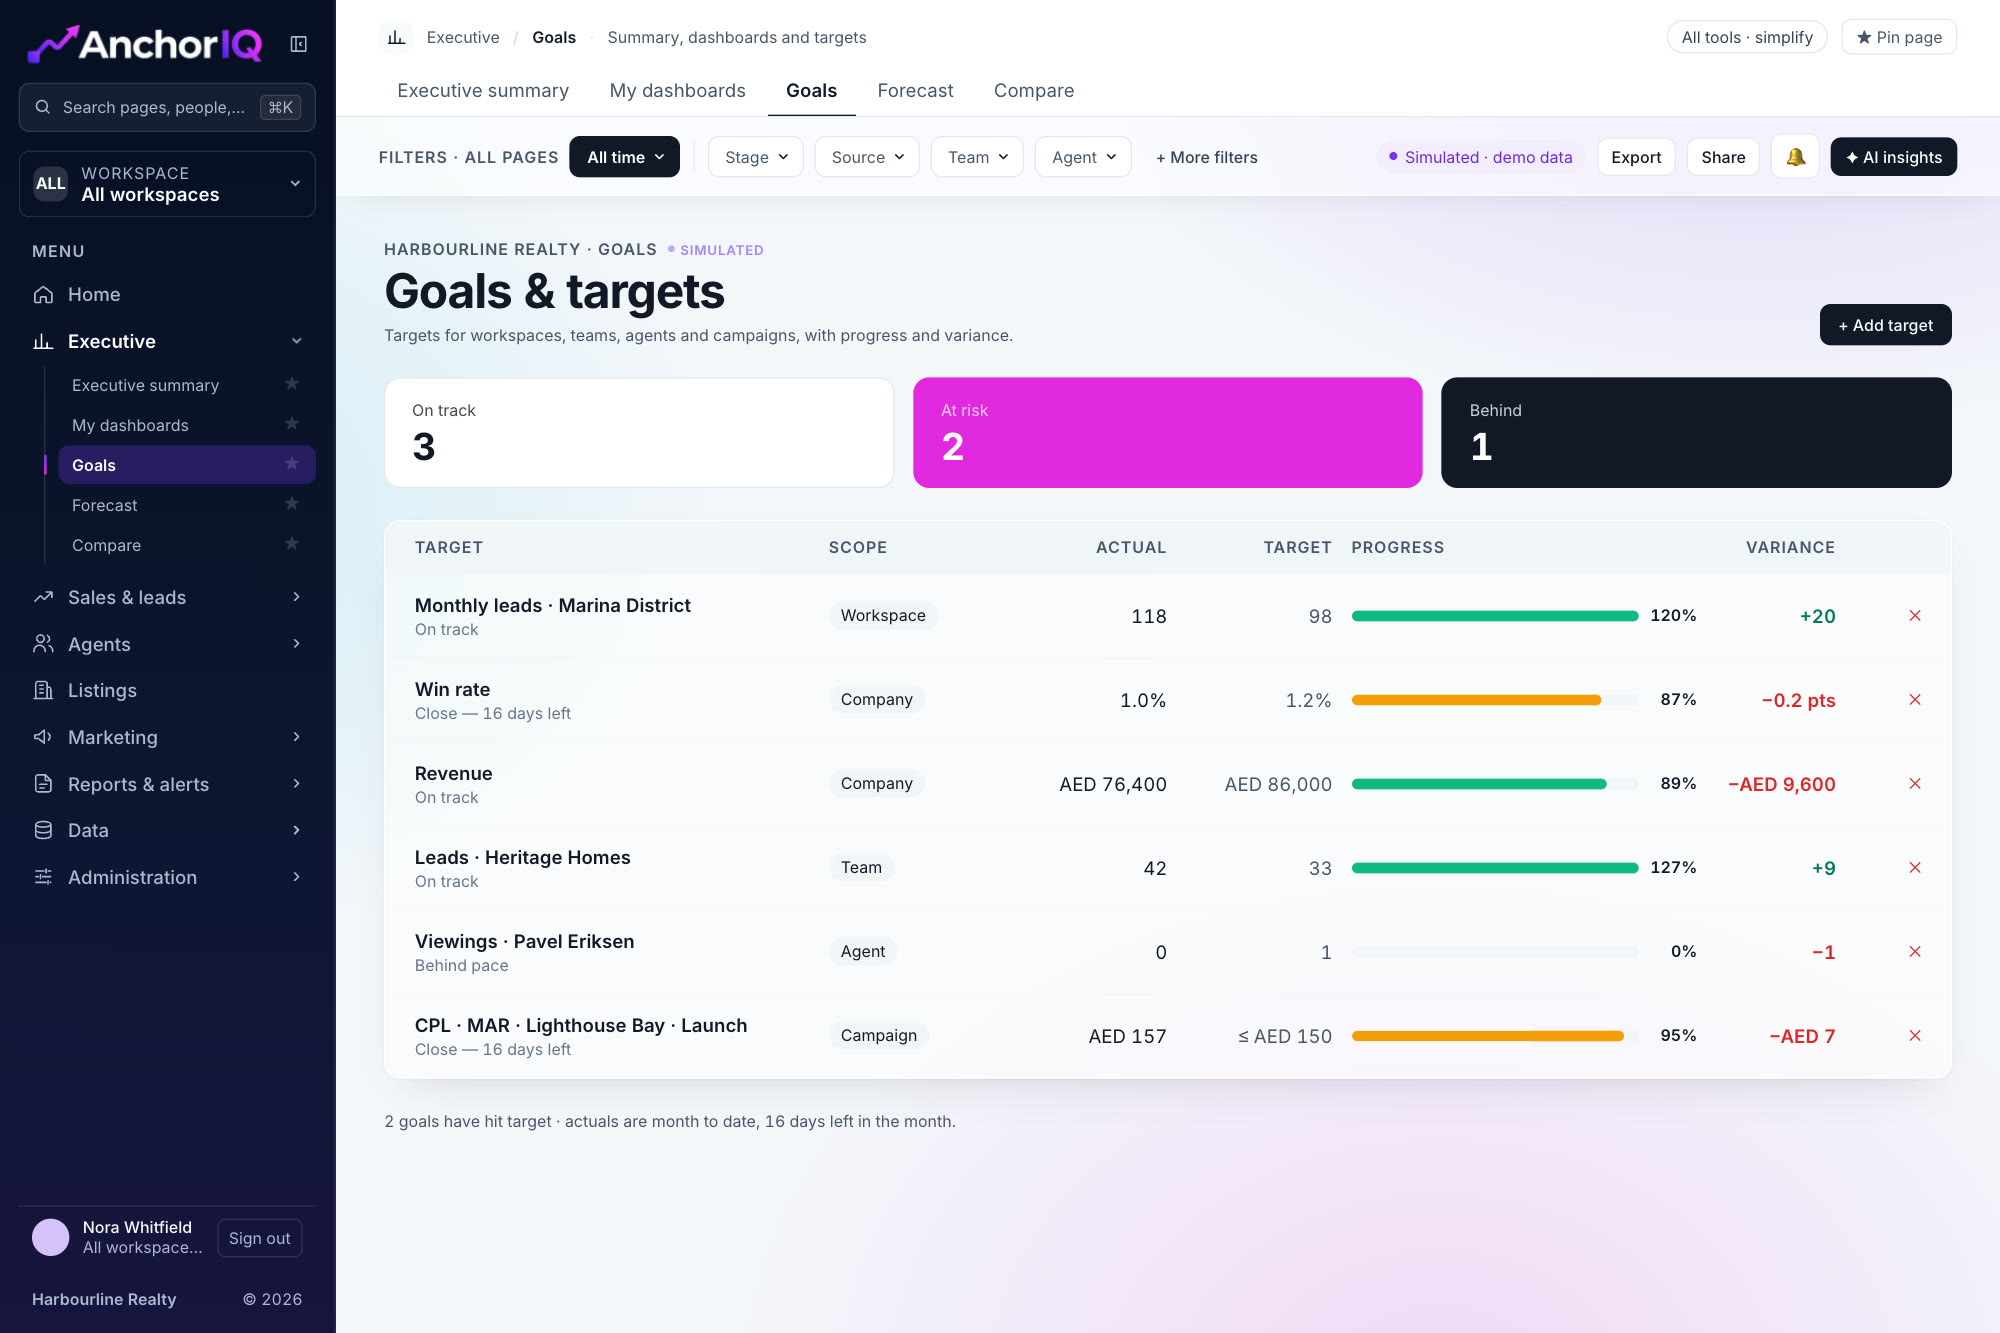 AnchorIQ
Search pages, people,... ⌘K
ALL
WORKSPACE
All workspaces
MENU
Home
Executive
Executive summary
My dashboards
Goals
Forecast
Compare
Sales & leads
Agents
Listings
Marketing
Reports & alerts
Data
Administration
Nora Whitfield
All workspace...
Sign out
Harbourline Realty © 2026
Executive / Goals · Summary, dashboards and targets
All tools · simplify
★ Pin page
Executive summary My dashboards Goals Forecast Compare
FILTERS · ALL PAGES All time Stage Source Team Agent + More filters
Simulated · demo data Export Share AI insights
HARBOURLINE REALTY · GOALS SIMULATED
Goals & targets
Targets for workspaces, teams, agents and campaigns, with progress and variance.
+ Add target
On track
3
At risk
2
Behind
1
TARGET SCOPE ACTUAL TARGET PROGRESS VARIANCE
Monthly leads · Marina District
On track
Workspace 118 98 120% +20 ×
Win rate
Close — 16 days left
Company 1.0% 1.2% 87% −0.2 pts ×
Revenue
On track
Company AED 76,400 AED 86,000 89% −AED 9,600 ×
Leads · Heritage Homes
On track
Team 42 33 127% +9 ×
Viewings · Pavel Eriksen
Behind pace
Agent 0 1 0% −1 ×
CPL · MAR · Lighthouse Bay · Launch
Close — 16 days left
Campaign AED 157 ≤ AED 150 95% −AED 7 ×
2 goals have hit target · actuals are month to date, 16 days left in the month.